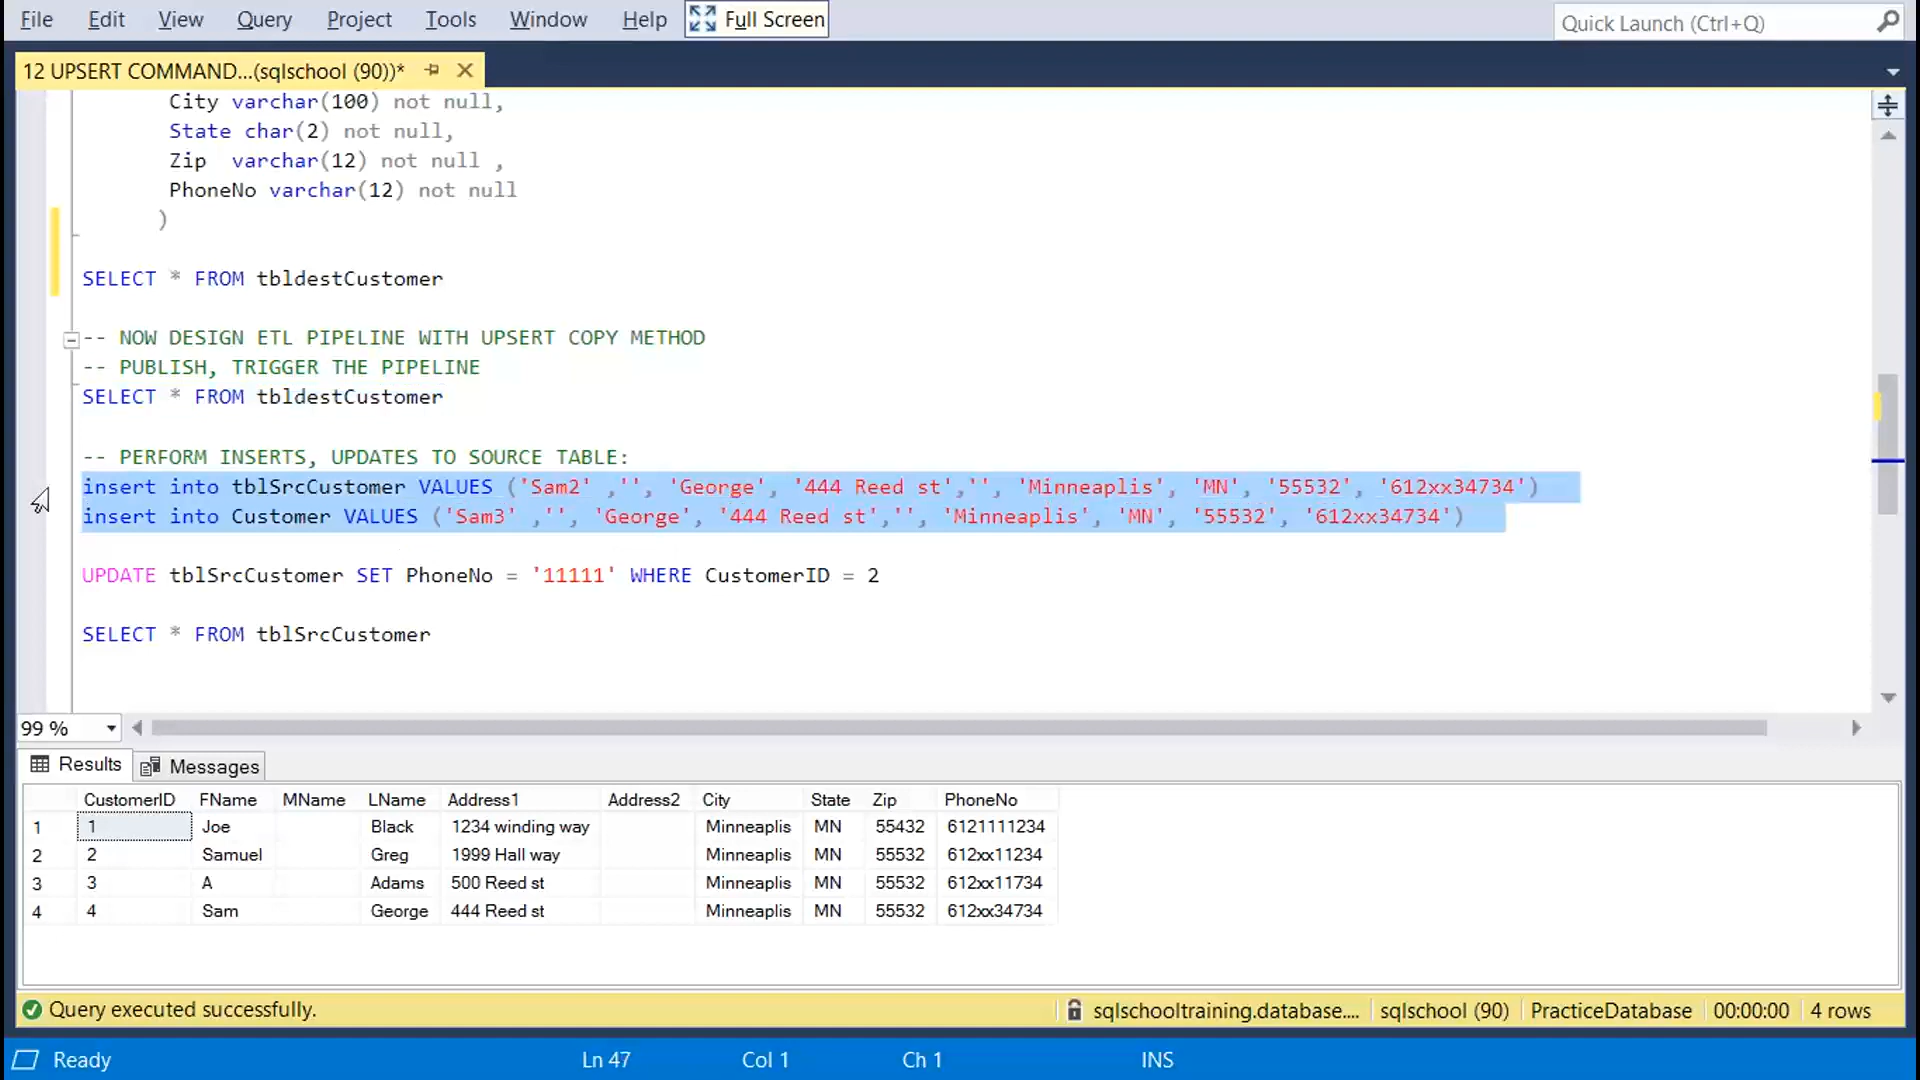 File Edit View Query Project Tools Window Help Full Screen Quick Launch (Ctrl+Q)
12 UPSERT COMMAND...(sqlschool (90))*
City varchar(100) not null,
State char(2) not null,
Zip varchar(12) not null ,
PhoneNo varchar(12) not null
)
SELECT * FROM tbldestCustomer
-- NOW DESIGN ETL PIPELINE WITH UPSERT COPY METHOD
-- PUBLISH, TRIGGER THE PIPELINE
SELECT * FROM tbldestCustomer
-- PERFORM INSERTS, UPDATES TO SOURCE TABLE:
insert into tblSrcCustomer VALUES ('Sam2' ,'', 'George', '444 Reed st','', 'Minneaplis', 'MN', '55532', '612xx34734')
insert into Customer VALUES ('Sam3' ,'', 'George', '444 Reed st','', 'Minneaplis', 'MN', '55532', '612xx34734')
UPDATE tblSrcCustomer SET PhoneNo = '11111' WHERE CustomerID = 2
SELECT * FROM tblSrcCustomer
99 %
Results Messages
CustomerID FName MName LName Address1 Address2 City State Zip PhoneNo
1 1 Joe Black 1234 winding way Minneaplis MN 55432 6121111234
2 2 Samuel Greg 1999 Hall way Minneaplis MN 55532 612xx11234
3 3 A Adams 500 Reed st Minneaplis MN 55532 612xx11734
4 4 Sam George 444 Reed st Minneaplis MN 55532 612xx34734
Query executed successfully. sqlschooltraining.database.... sqlschool (90) PracticeDatabase 00:00:00 4 rows
Ready Ln 47 Col 1 Ch 1 INS